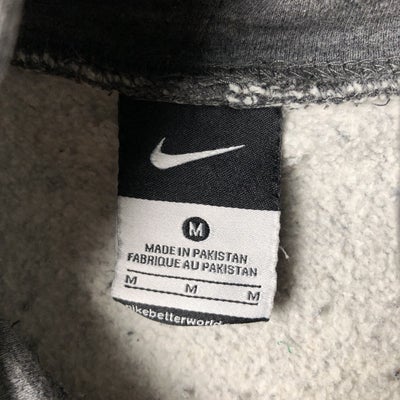 M
MADE IN PAKISTAN
FABRIQUE AU PAKISTAN
M M M
nikebetterworld